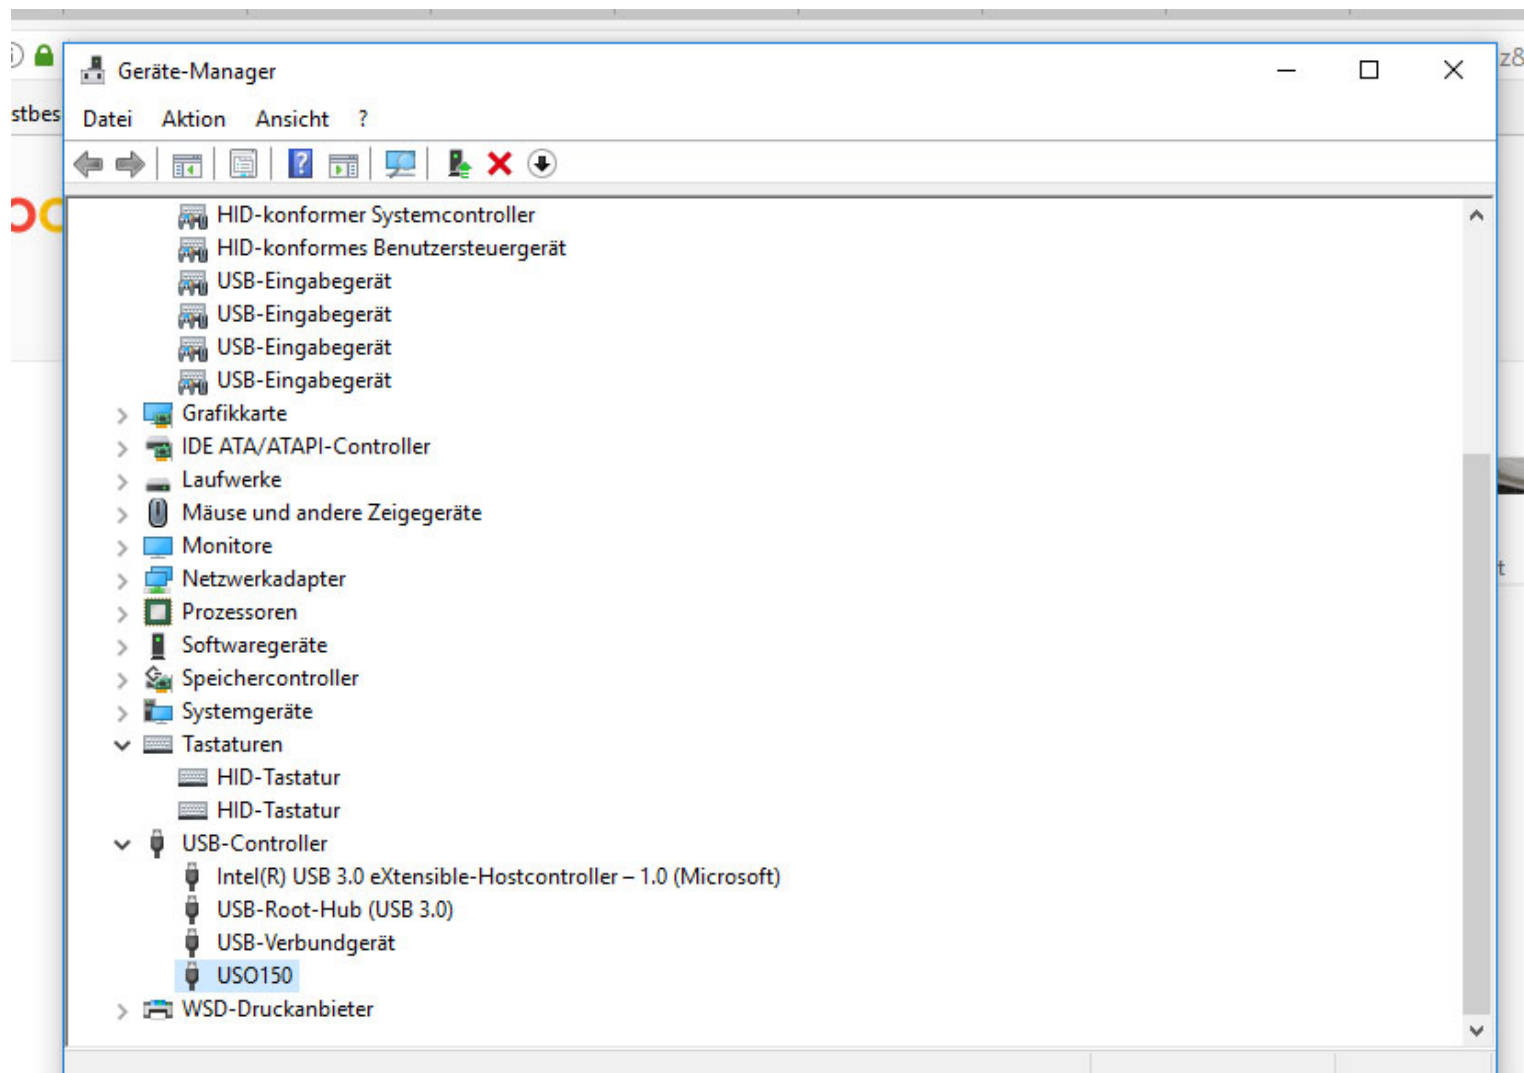 z8
Geräte-Manager
stbes
Datei Aktion Ansicht ?
HID-konformer Systemcontroller
HID-konformes Benutzersteuergerät
USB-Eingabegerät
USB-Eingabegerät
USB-Eingabegerät
USB-Eingabegerät
Grafikkarte
IDE ATA/ATAPI-Controller
Laufwerke
Mäuse und andere Zeigegeräte
Monitore
t
Netzwerkadapter
Prozessoren
Softwaregeräte
Speichercontroller
Systemgeräte
Tastaturen
HID-Tastatur
HID-Tastatur
USB-Controller
Intel(R) USB 3.0 eXtensible-Hostcontroller – 1.0 (Microsoft)
USB-Root-Hub (USB 3.0)
USB-Verbundgerät
USO150
WSD-Druckanbieter